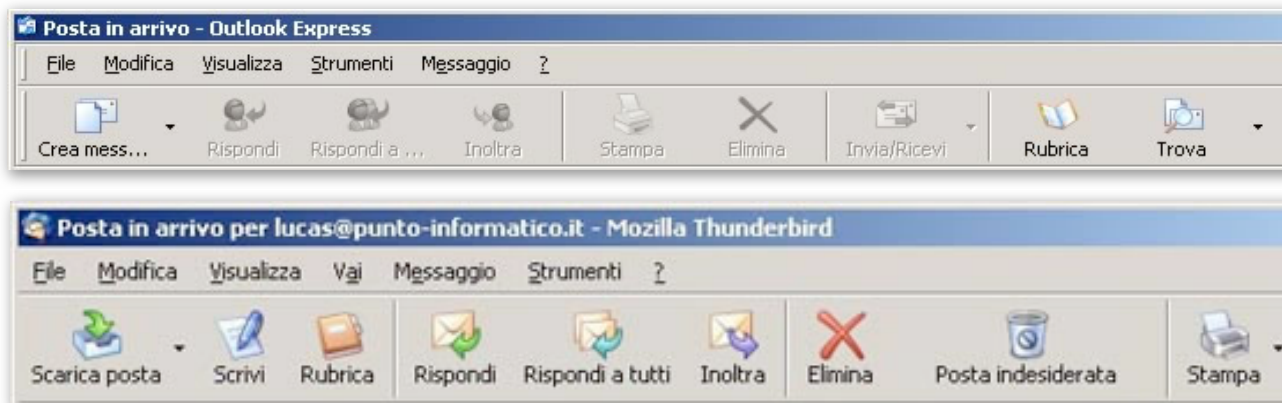 Posta in arrivo - Outlook Express
File Modifica Visualizza Strumenti Messaggio ?
Crea mess... Rispondi Rispondi a ... Inoltra Stampa Elimina Invia/Ricevi Rubrica Trova
Posta in arrivo per lucas@punto-informatico.it - Mozilla Thunderbird
File Modifica Visualizza Vai Messaggio Strumenti ?
Scarica posta Scrivi Rubrica Rispondi Rispondi a tutti Inoltra Elimina Posta indesiderata Stampa